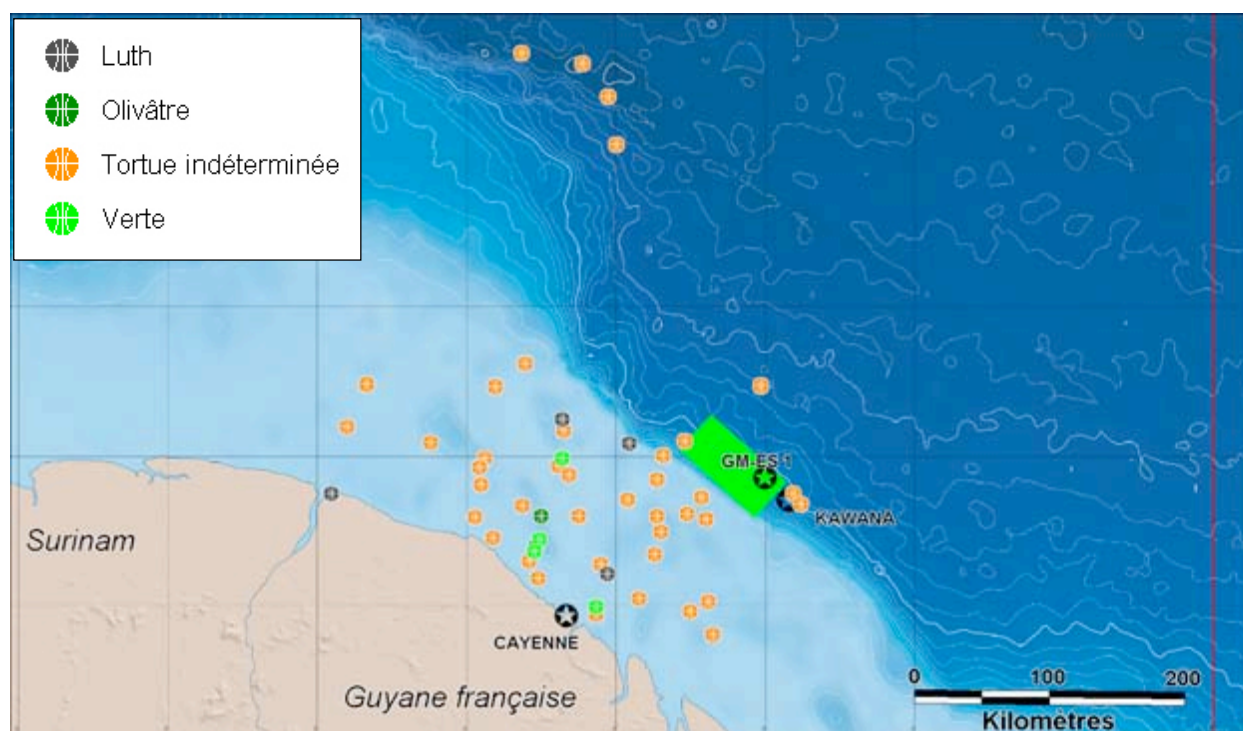 Luth
Olivâtre
Tortue indéterminée
Verte
GM-ES-1
KAWANA
Surinam
CAYENNE
Guyane française
0 100 200
Kilomètres